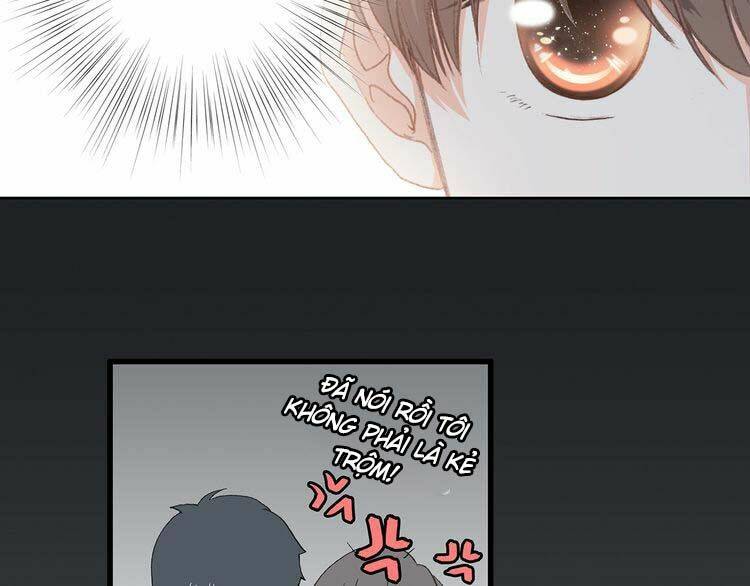 ĐÃ NÓI RỒI TÔI
KHÔNG PHẢI LÀ KẺ
TRỘM!